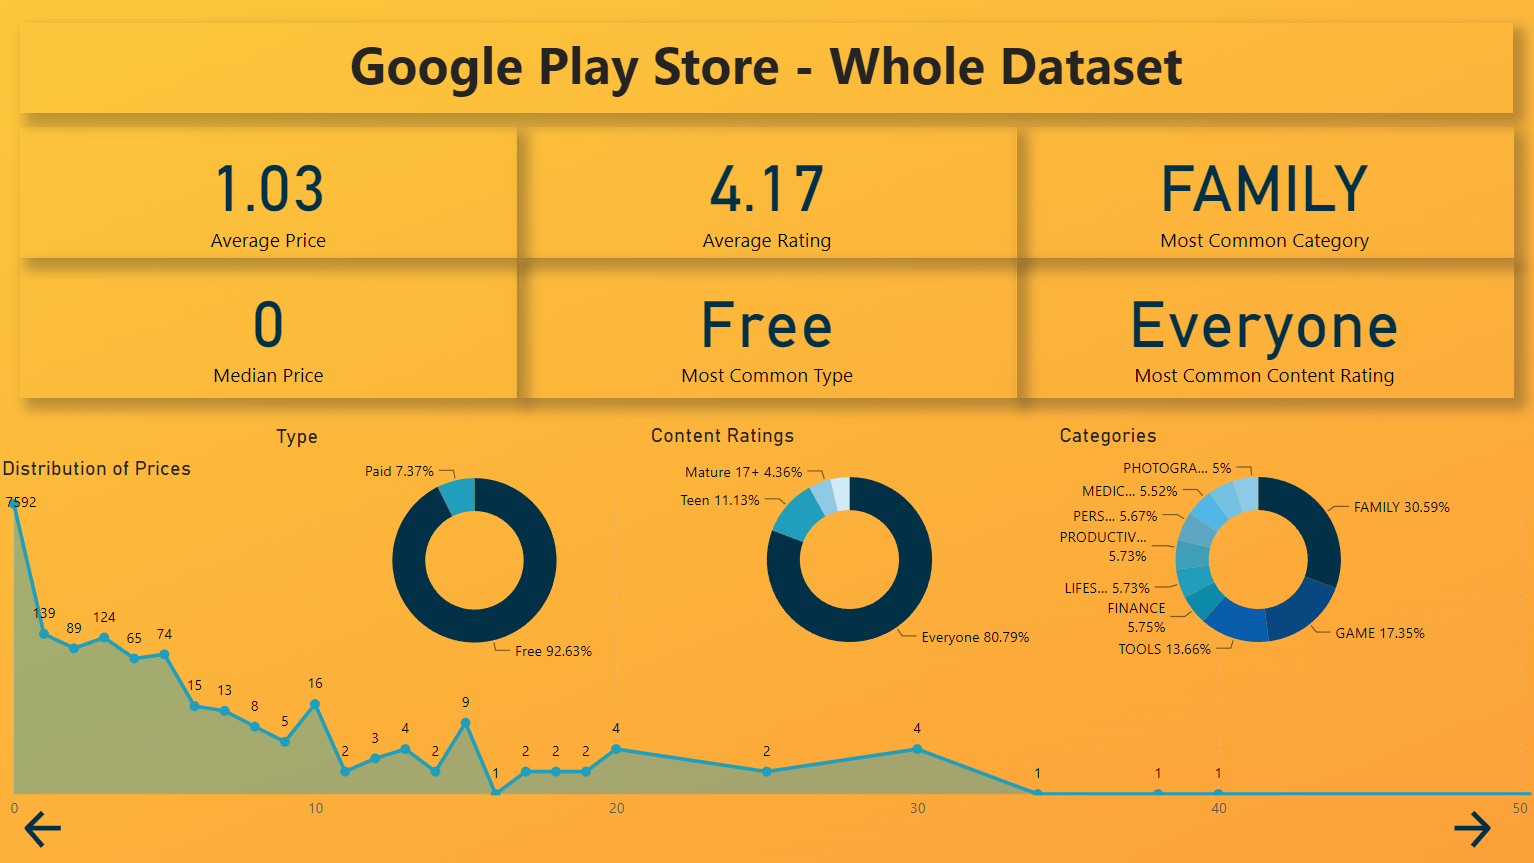 Google Play Store - Whole Dataset
1.03
Average Price
4.17
Average Rating
FAMILY
Most Common Category
0
Median Price
Free
Most Common Type
Everyone
Most Common Content Rating
Distribution of Prices
7592
139
89
124
65
74
15
13
8
5
16
2
3
4
2
9
1
2
2
2
4
2
4
1
1
1
0
10
20
30
40
50
Type
Paid 7.37%
Free 92.63%
Content Ratings
Mature 17+ 4.36%
Teen 11.13%
Everyone 80.79%
Categories
PHOTOGRA... 5%
MEDIC... 5.52%
PERS... 5.67%
PRODUCTIV...
5.73%
LIFES... 5.73%
FINANCE
5.75%
TOOLS 13.66%
FAMILY 30.59%
GAME 17.35%